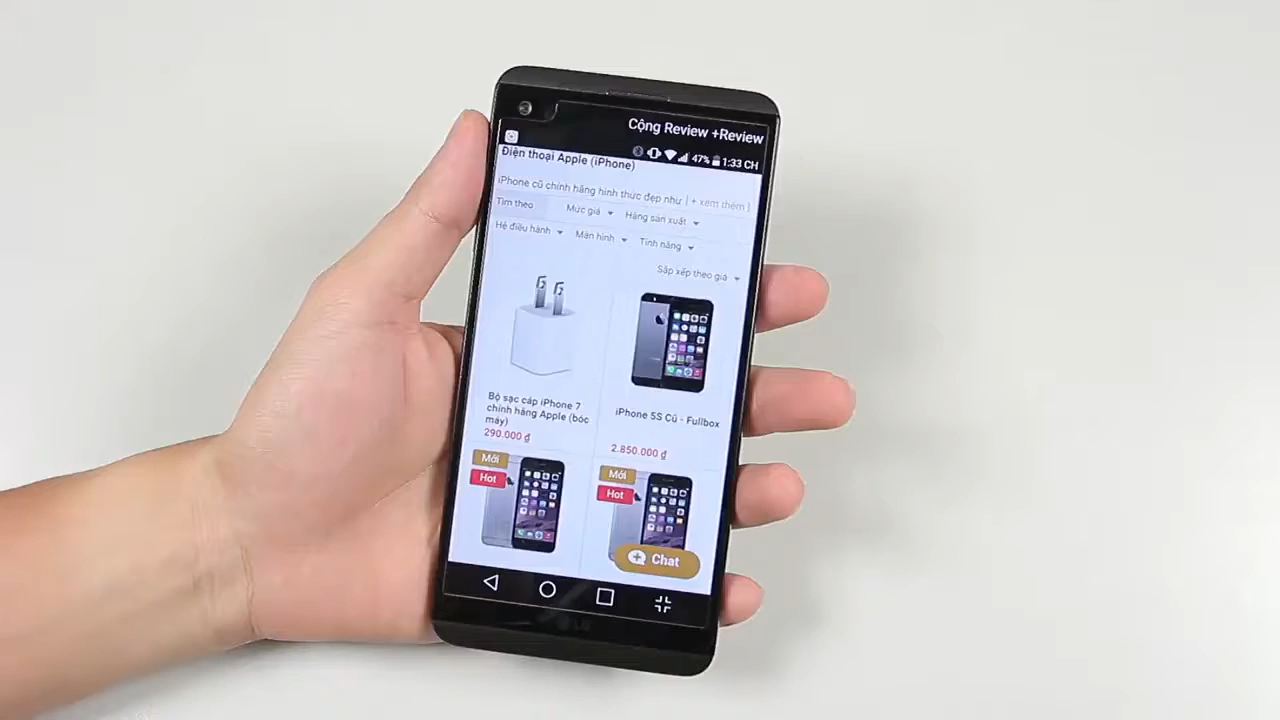 Cộng Review +Review
47% 1:33 CH
Điện thoại Apple (iPhone)
iPhone cũ chính hãng hình thức đẹp như [ + xem thêm ]
Tìm theo
Mức giá
Hãng sản xuất
Hệ điều hành
Màn hình
Tính năng
Sắp xếp theo giá
Bộ sạc cáp iPhone 7
chính hãng Apple (bóc
máy)
290.000 ₫
iPhone 5S Cũ - Fullbox
2.850.000 ₫
Mới
Hot
Mới
Hot
Chat
LG